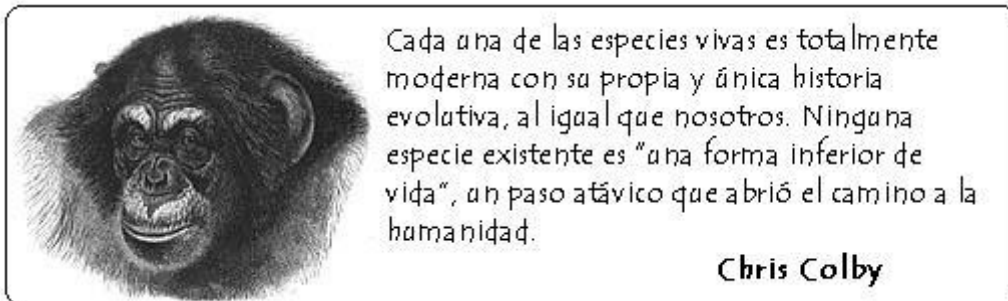 Cada una de las especies vivas es totalmente
moderna con su propia y única historia
evolutiva, al igual que nosotros. Ninguna
especie existente es "una forma inferior de
vida", un paso atávico que abrió el camino a la
humanidad.
Chris Colby